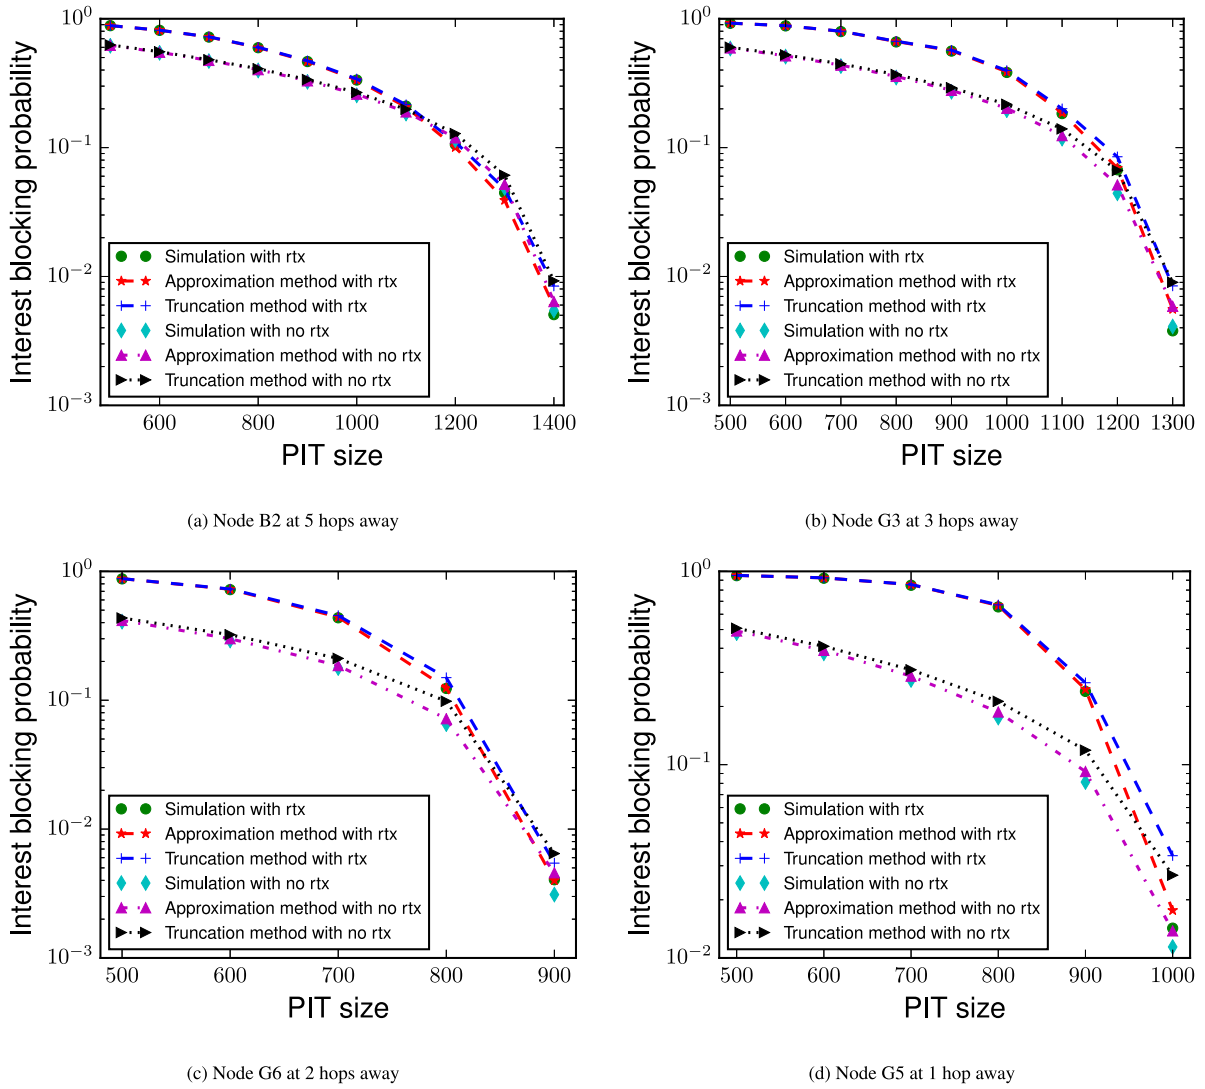 Interest blocking probability
10^0
10^{-1}
10^{-2}
10^{-3}
Simulation with rtx
Approximation method with rtx
Truncation method with rtx
Simulation with no rtx
Approximation method with no rtx
Truncation method with no rtx
600 800 1000 1200 1400
PIT size
(a) Node B2 at 5 hops away
Interest blocking probability
10^0
10^{-1}
10^{-2}
10^{-3}
Simulation with rtx
Approximation method with rtx
Truncation method with rtx
Simulation with no rtx
Approximation method with no rtx
Truncation method with no rtx
500 600 700 800 900 1000 1100 1200 1300
PIT size
(b) Node G3 at 3 hops away
Interest blocking probability
10^0
10^{-1}
10^{-2}
10^{-3}
Simulation with rtx
Approximation method with rtx
Truncation method with rtx
Simulation with no rtx
Approximation method with no rtx
Truncation method with no rtx
500 600 700 800 900
PIT size
(c) Node G6 at 2 hops away
Interest blocking probability
10^0
10^{-1}
10^{-2}
Simulation with rtx
Approximation method with rtx
Truncation method with rtx
Simulation with no rtx
Approximation method with no rtx
Truncation method with no rtx
500 600 700 800 900 1000
PIT size
(d) Node G5 at 1 hop away